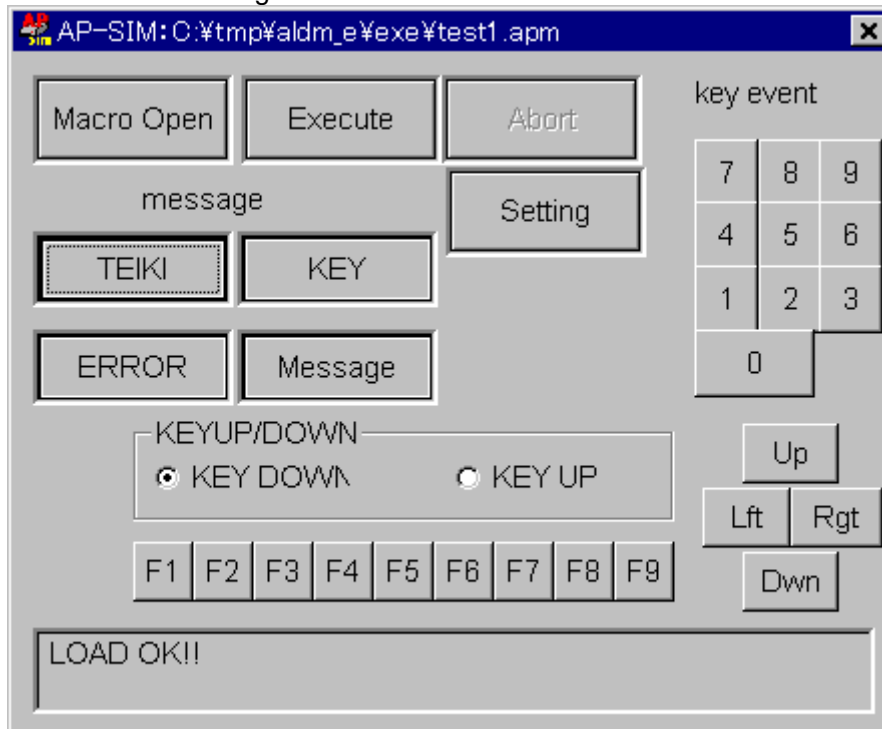 AP-SIM:C:¥tmp¥aldm_e¥exe¥test1.apm
Macro Open Execute Abort key event
7 8 9
message Setting
4 5 6
TEIKI KEY
1 2 3
ERROR Message 0
KEYUP/DOWN
KEY DOWN KEY UP
Up
Lft Rgt
F1 F2 F3 F4 F5 F6 F7 F8 F9
Dwn
LOAD OK!!